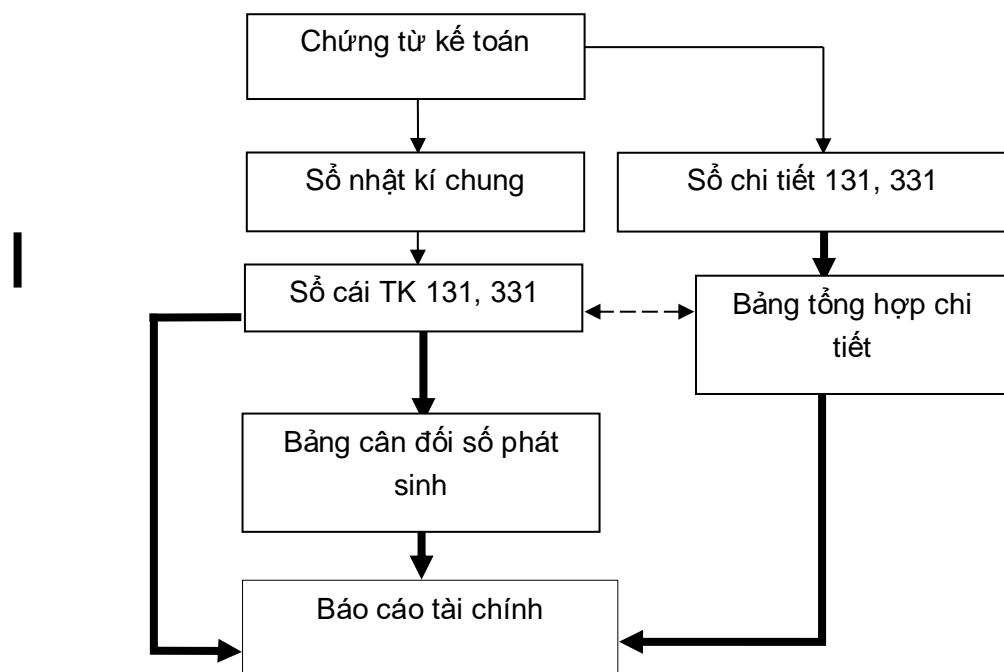 Chứng từ kế toán
Sổ nhật kí chung
Sổ chi tiết 131, 331
Sổ cái TK 131, 331
Bảng tổng hợp chi
tiết
Bảng cân đối số phát
sinh
Báo cáo tài chính